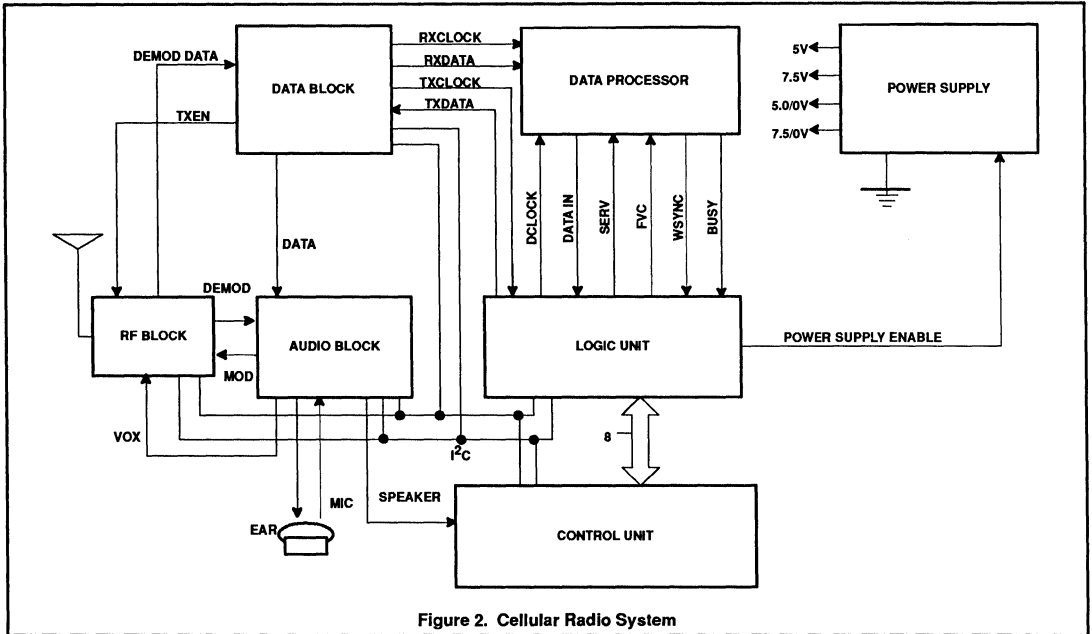 RXCLOCK
DEMOD DATA
RXDATA
5V
DATA BLOCK
DATA PROCESSOR
7.5V
POWER SUPPLY
TXCLOCK
TXDATA
5.0/0V
TXEN
7.5/0V
DCLOCK
DATA IN
SERV
FVC
WSYNC
BUSY
DATA
DEMOD
RF BLOCK
AUDIO BLOCK
LOGIC UNIT
POWER SUPPLY ENABLE
MOD
VOX
8
I²C
SPEAKER
MIC
EAR
CONTROL UNIT
Figure 2. Cellular Radio System